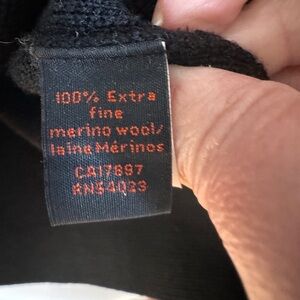 100% Extra
fine
merino wool/
laine Mérinos
CA17897
RN54023